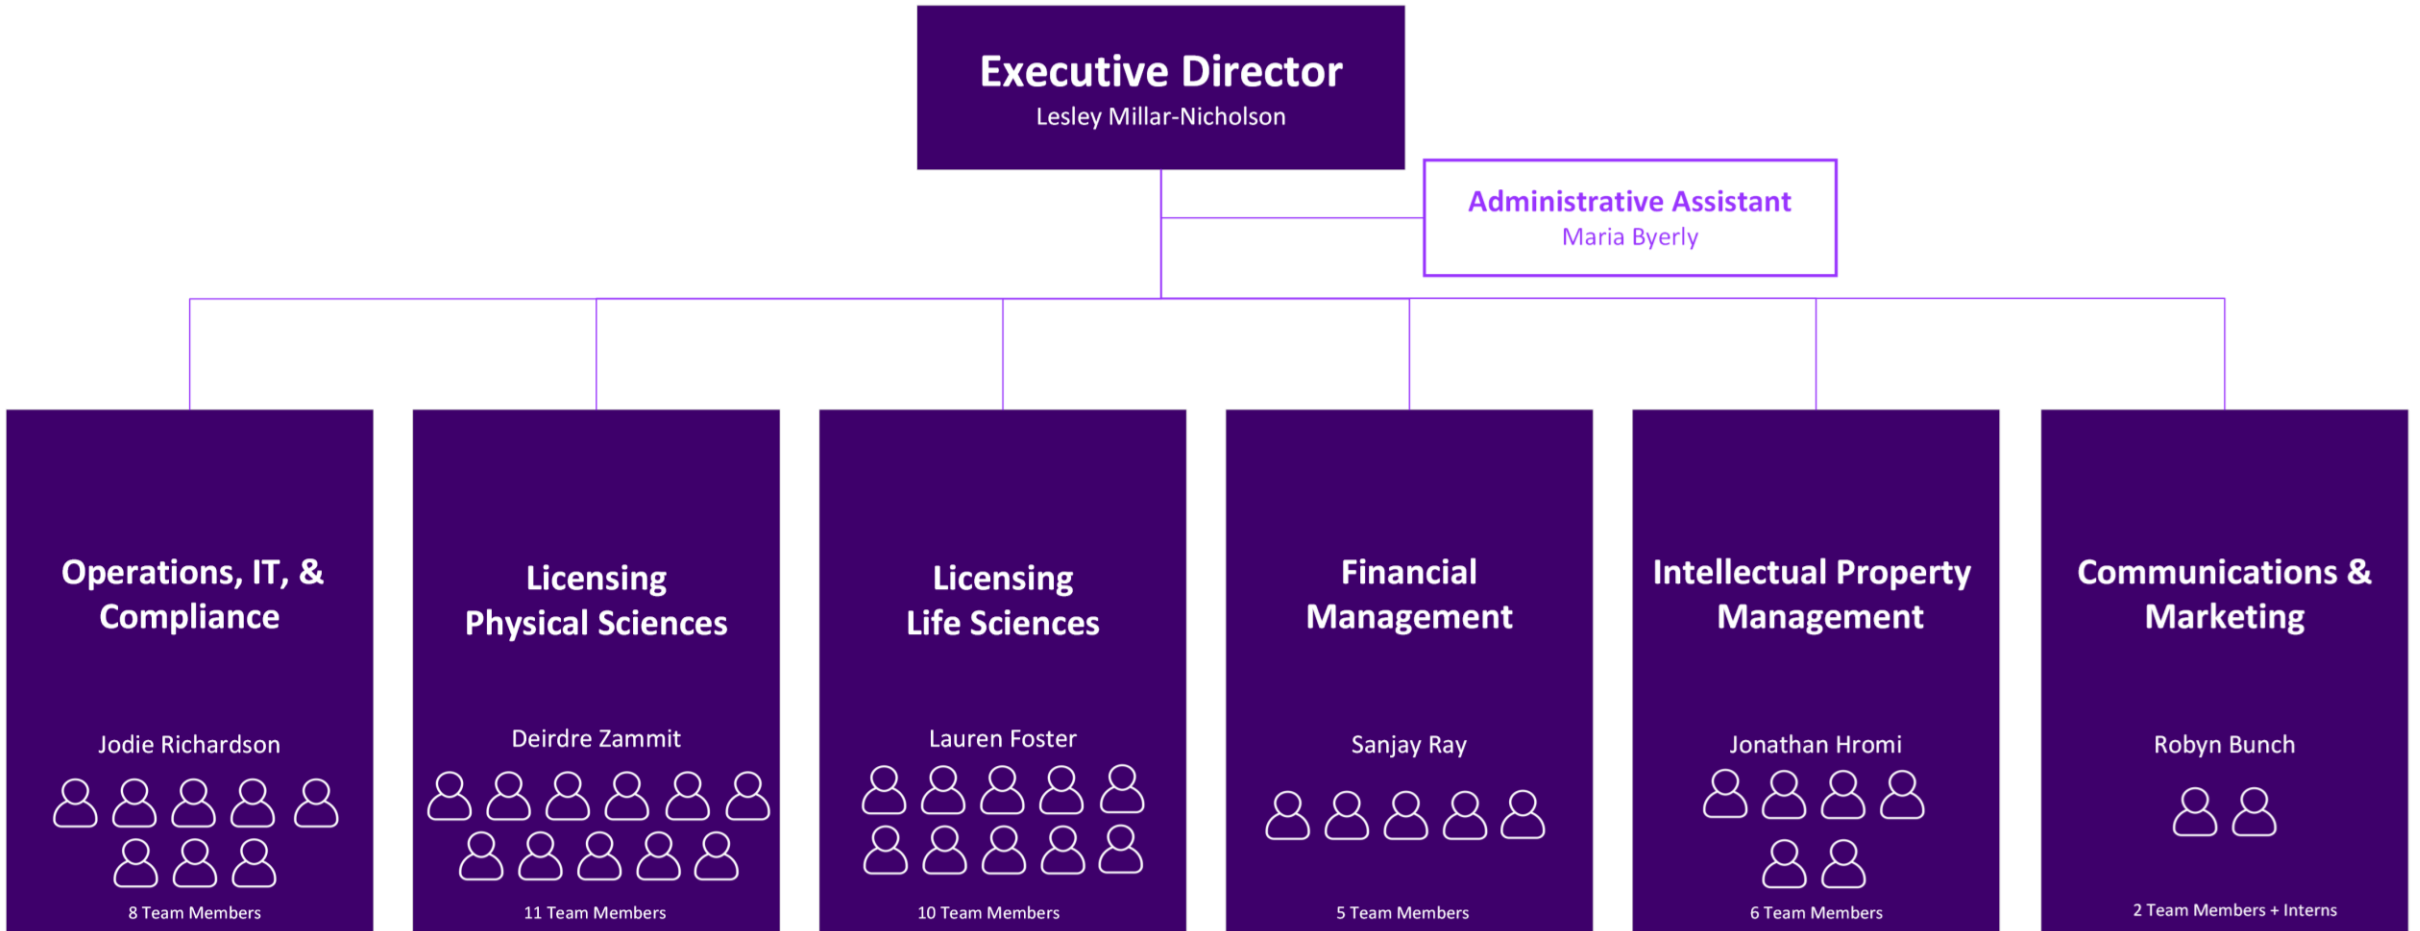 Executive Director
Lesley Millar-Nicholson
Administrative Assistant
Maria Byerly
Operations, IT, &
Compliance
Jodie Richardson
8 Team Members
Licensing
Physical Sciences
Deirdre Zammit
11 Team Members
Licensing
Life Sciences
Lauren Foster
10 Team Members
Financial
Management
Sanjay Ray
5 Team Members
Intellectual Property
Management
Jonathan Hromi
6 Team Members
Communications &
Marketing
Robyn Bunch
2 Team Members + Interns